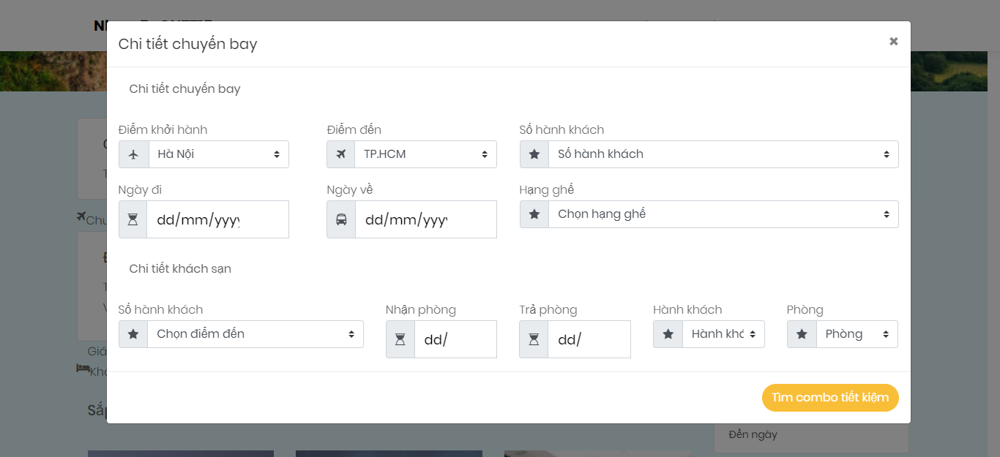 Chi tiết chuyến bay
Chi tiết chuyến bay
Điểm khởi hành Điểm đến Số hành khách
Hà Nội TP.HCM Số hành khách
Ngày đi Ngày về Hạng ghế
dd/mm/yyyy dd/mm/yyyy Chọn hạng ghế
Chi tiết khách sạn
Số hành khách Nhận phòng Trả phòng Hành khách Phòng
Chọn điểm đến dd/ dd/ Hành khá Phòng
Giá
Tìm combo tiết kiệm
Đến ngày